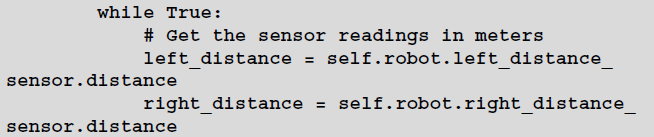 while True:
# Get the sensor readings in meters
left_distance = self.robot.left_distance_
sensor.distance
right_distance = self.robot.right_distance_
sensor.distance